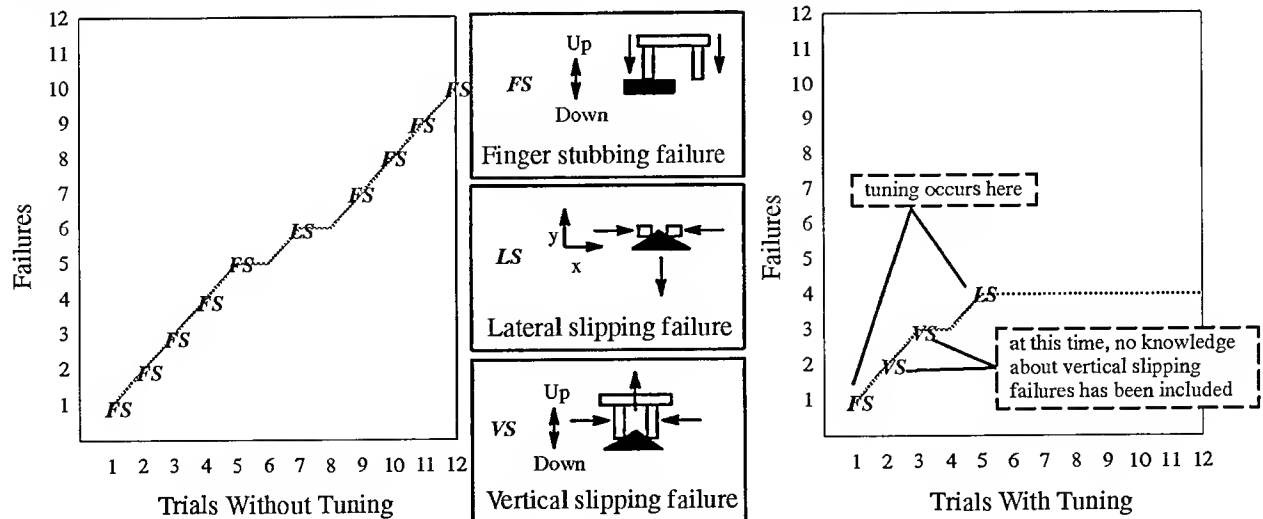 12
11
10
9
8
7
6
5
4
3
2
1
Failures
FS
FS
FS
FS
FS
LS
FS
FS
FS
FS
1 2 3 4 5 6 7 8 9 10 11 12
Trials Without Tuning
FS
Up
Down
Finger stubbing failure
LS
y
x
Lateral slipping failure
VS
Up
Down
Vertical slipping failure
12
11
10
9
8
7
6
5
4
3
2
1
Failures
tuning occurs here
FS
VS
VS
LS
at this time, no knowledge
about vertical slipping
failures has been included
1 2 3 4 5 6 7 8 9 10 11 12
Trials With Tuning